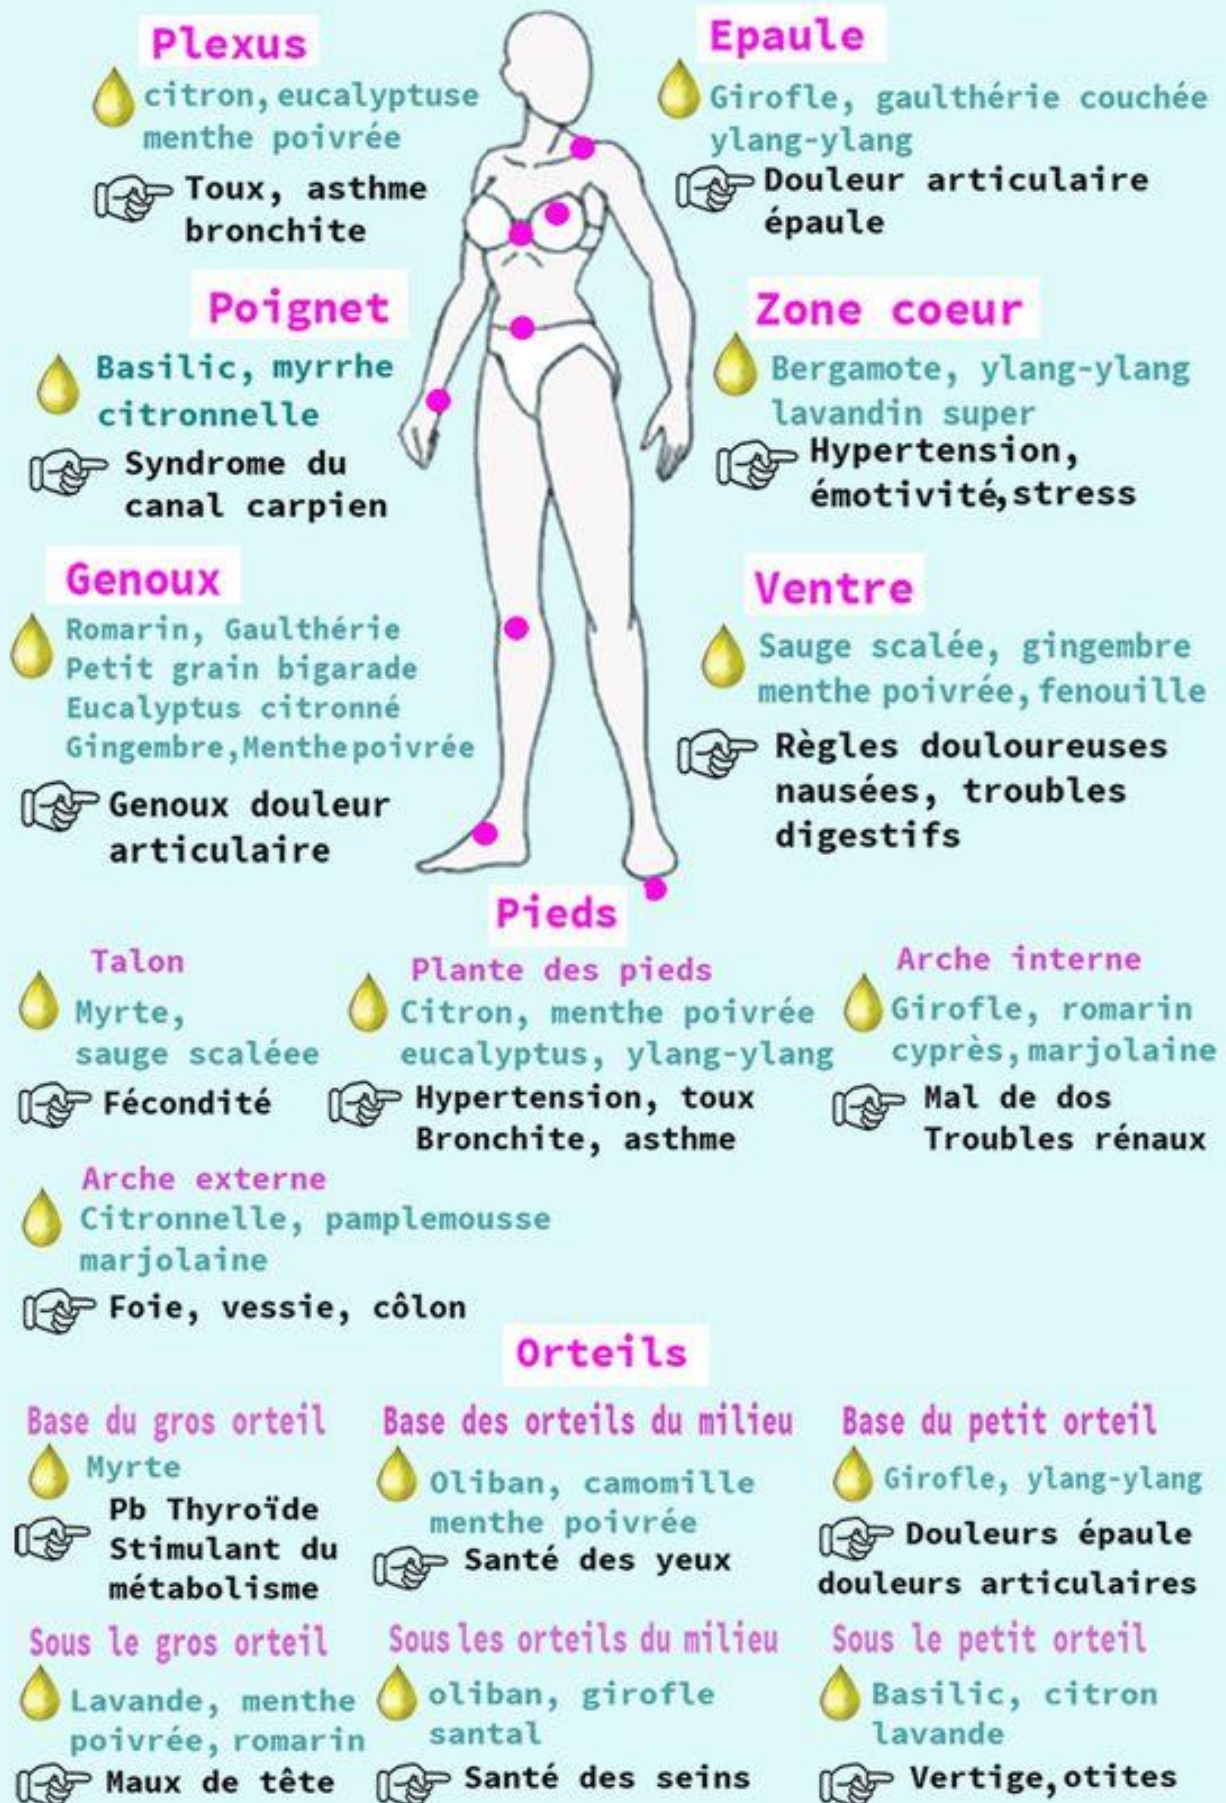 Plexus
citron, eucalyptuse
menthe poivrée
Toux, asthme
bronchite
Epaule
Girofle, gaulthérie couchée
ylang-ylang
Douleur articulaire
épaule
Poignet
Basilic, myrrhe
citronnelle
Syndrome du
canal carpien
Zone coeur
Bergamote, ylang-ylang
lavandin super
Hypertension,
émotivité, stress
Genoux
Romarin, Gaulthérie
Petit grain bigarade
Eucalyptus citronné
Gingembre, Menthe poivrée
Genoux douleur
articulaire
Ventre
Sauge scalée, gingembre
menthe poivrée, fenouille
Règles douloureuses
nausées, troubles
digestifs
Pieds
Talon
Myrte,
sauge scaléee
Fécondité
Plante des pieds
Citron, menthe poivrée
eucalyptus, ylang-ylang
Hypertension, toux
Bronchite, asthme
Arche interne
Girofle, romarin
cyprès, marjolaine
Mal de dos
Troubles rénaux
Arche externe
Citronnelle, pamplemousse
marjolaine
Foie, vessie, côlon
Orteils
Base du gros orteil
Myrte
Pb Thyroïde
Stimulant du
métabolisme
Base des orteils du milieu
Oliban, camomille
menthe poivrée
Santé des yeux
Base du petit orteil
Girofle, ylang-ylang
Douleurs épaule
douleurs articulaires
Sous le gros orteil
Lavande, menthe
poivrée, romarin
Maux de tête
Sous les orteils du milieu
oliban, girofle
santal
Santé des seins
Sous le petit orteil
Basilic, citron
lavande
Vertige, otites